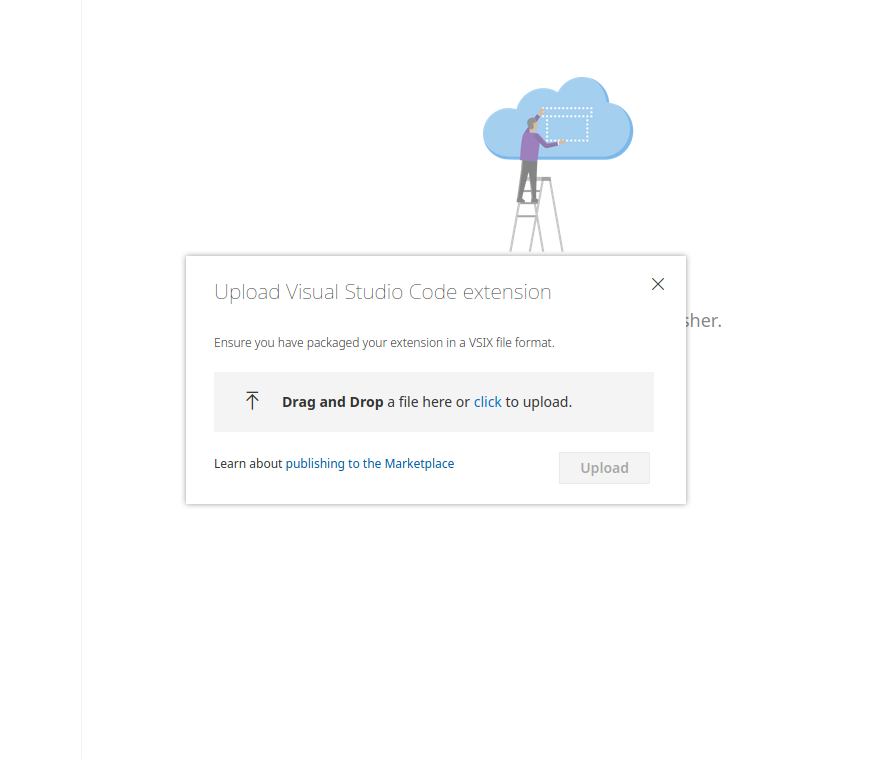 Upload Visual Studio Code extension
sher.
Ensure you have packaged your extension in a VSIX file format.
Drag and Drop a file here or click to upload.
Learn about publishing to the Marketplace
Upload